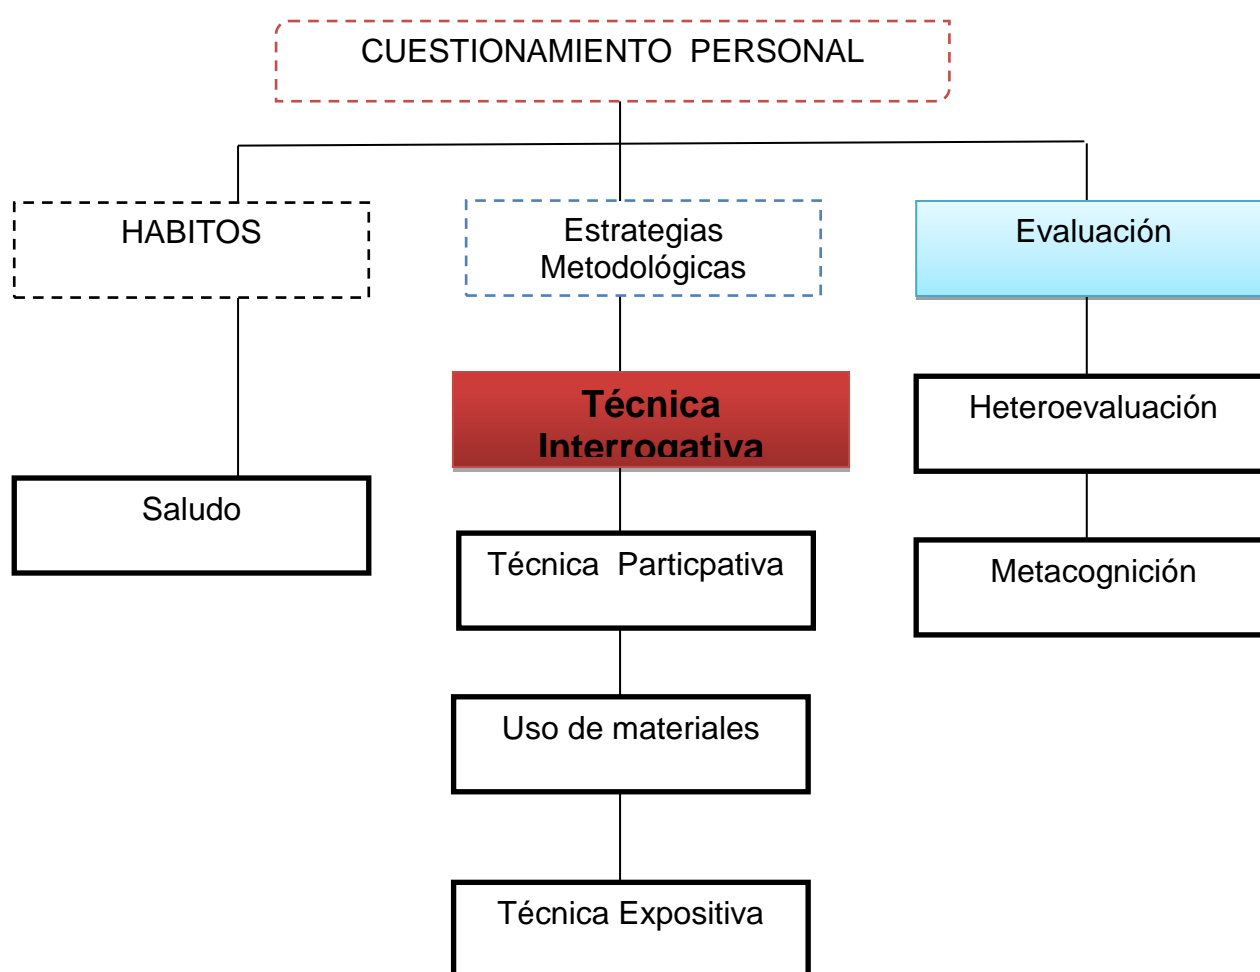 CUESTIONAMIENTO PERSONAL
HABITOS
Estrategias
Metodológicas
Evaluación
Técnica
Interrogativa
Heteroevaluación
Saludo
Técnica Particpativa
Metacognición
Uso de materiales
Técnica Expositiva